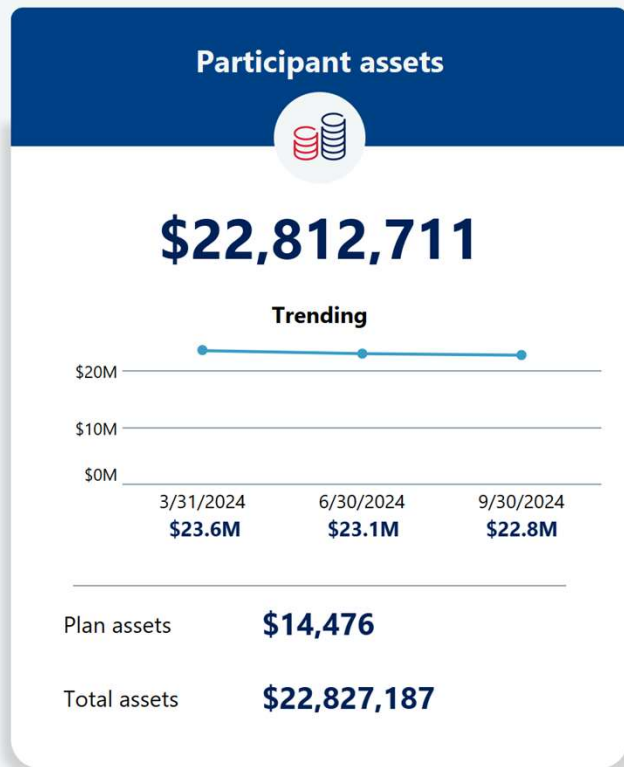 Participant assets
$22,812,711
Trending
$20M
$10M
$0M
3/31/2024 6/30/2024 9/30/2024
$23.6M $23.1M $22.8M
Plan assets $14,476
Total assets $22,827,187